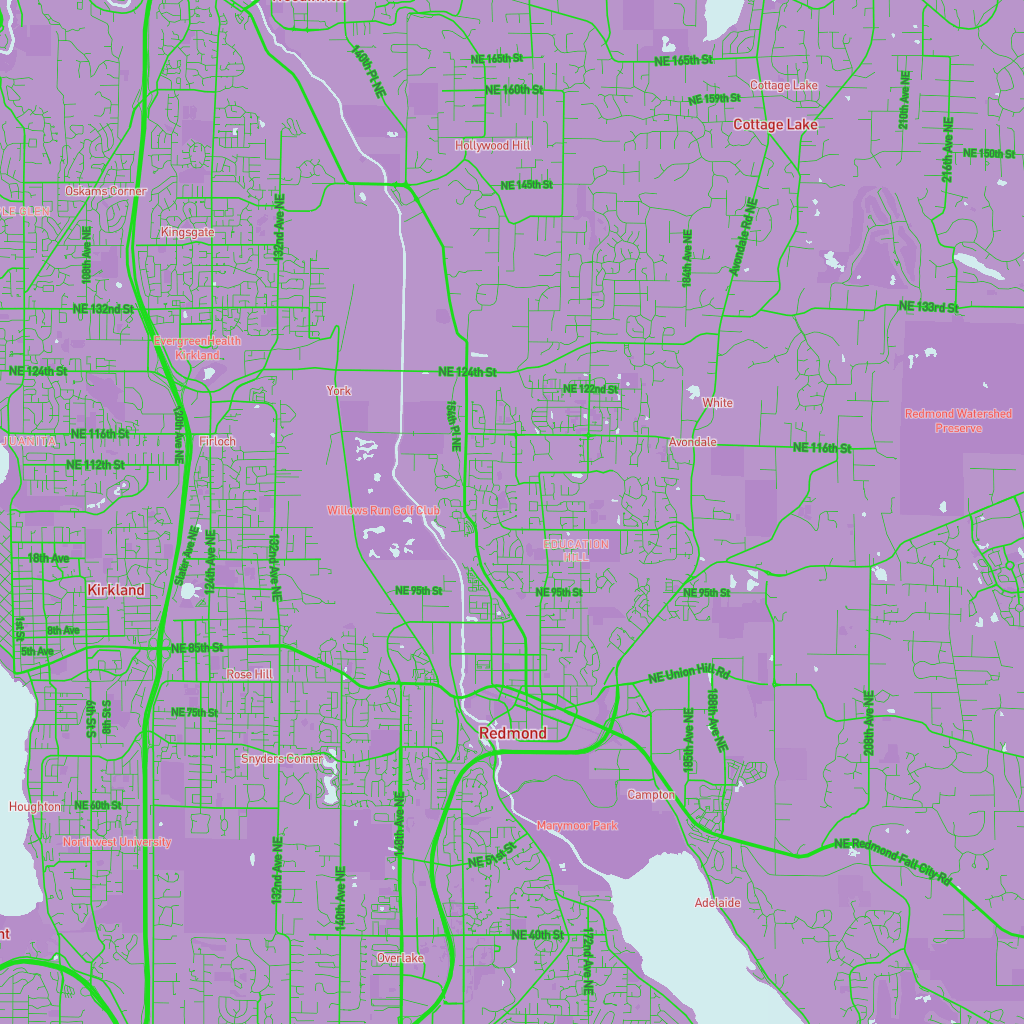 140th Pl NE
NE 165th St
NE 165th St
NE 160th St
NE 159th St
Cottage Lake
Cottage Lake
210th Ave NE
216th Ave NE
NE 150th St
Hollywood Hill
NE 145th St
Oskams Corner
Kingsgate
108th Ave NE
132nd Ave NE
184th Ave NE
Avondale Rd NE
NE 132nd St
NE 133rd St
EvergreenHealth
Kirkland
NE 124th St
NE 124th St
York
NE 122nd St
White
Redmond Watershed
Preserve
120th Ave NE
154th Pl NE
JUANITA
NE 116th St
Firloch
Avondale
NE 116th St
NE 112th St
Willows Run Golf Club
EDUCATION
HILL
18th Ave
Slater Ave NE
124th Ave NE
132nd Ave NE
Kirkland
NE 95th St
NE 95th St
NE 95th St
1st St
8th Ave
5th Ave
NE 85th St
Rose Hill
NE Union Hill Rd
6th St S
8th St S
NE 75th St
188th Ave NE
185th Ave NE
208th Ave NE
Redmond
Snyders Corner
Houghton
NE 60th St
148th Ave NE
Campton
Marymoor Park
Northwest University
NE 51st St
NE Redmond Fall City Rd
132nd Ave NE
140th Ave NE
Adelaide
NE 40th St
172nd Ave NE
Overlake